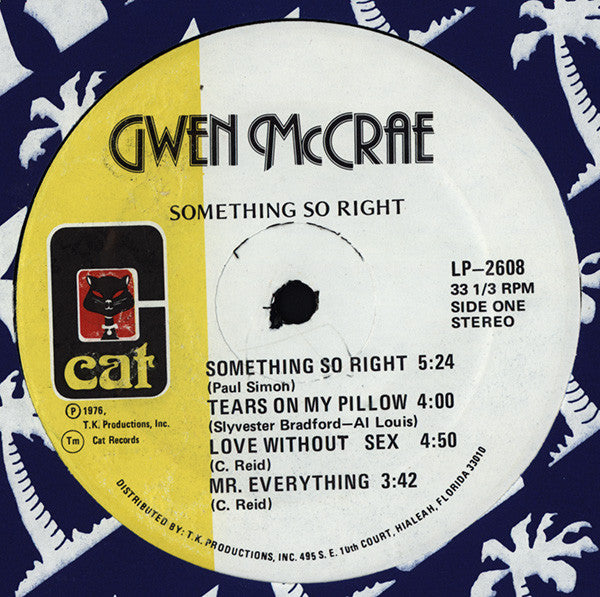 GWEN McCRAE
SOMETHING SO RIGHT
LP-2608
33 1/3 RPM
SIDE ONE
STEREO
cat
SOMETHING SO RIGHT 5:24
(Paul Simoh)
TEARS ON MY PILLOW 4:00
(Slyvester Bradford-Al Louis)
LOVE WITHOUT SEX 4:50
(C. Reid)
MR. EVERYTHING 3:42
(C. Reid)
P 1976,
T.K. Productions, Inc.
Tm Cat Records
DISTRIBUTED BY: T.K. PRODUCTIONS, INC. 495 S. E. 10th COURT, HIALEAH, FLORIDA 33010